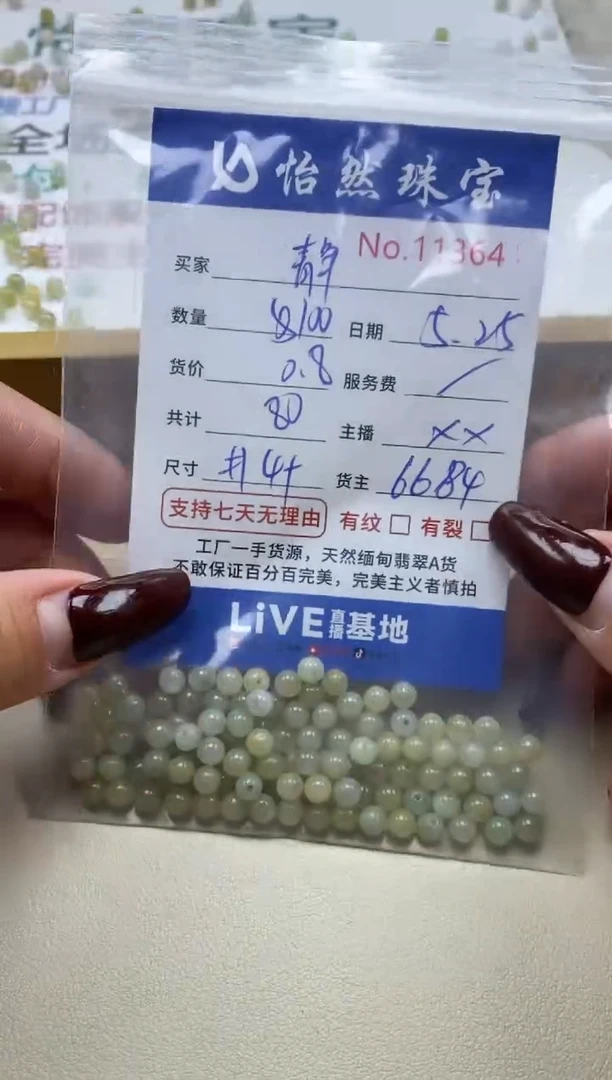 怡然珠宝
No.11364
买家 静
数量 100 日期 5.25
货价 0.8 服务费 /
共计 80 主播 ××
尺寸 4+ 货主 6684
支持七天无理由 有纹 有裂
工厂一手货源，天然缅甸翡翠A货
不敢保证百分百完美，完美主义者慎拍
LiVE直播基地